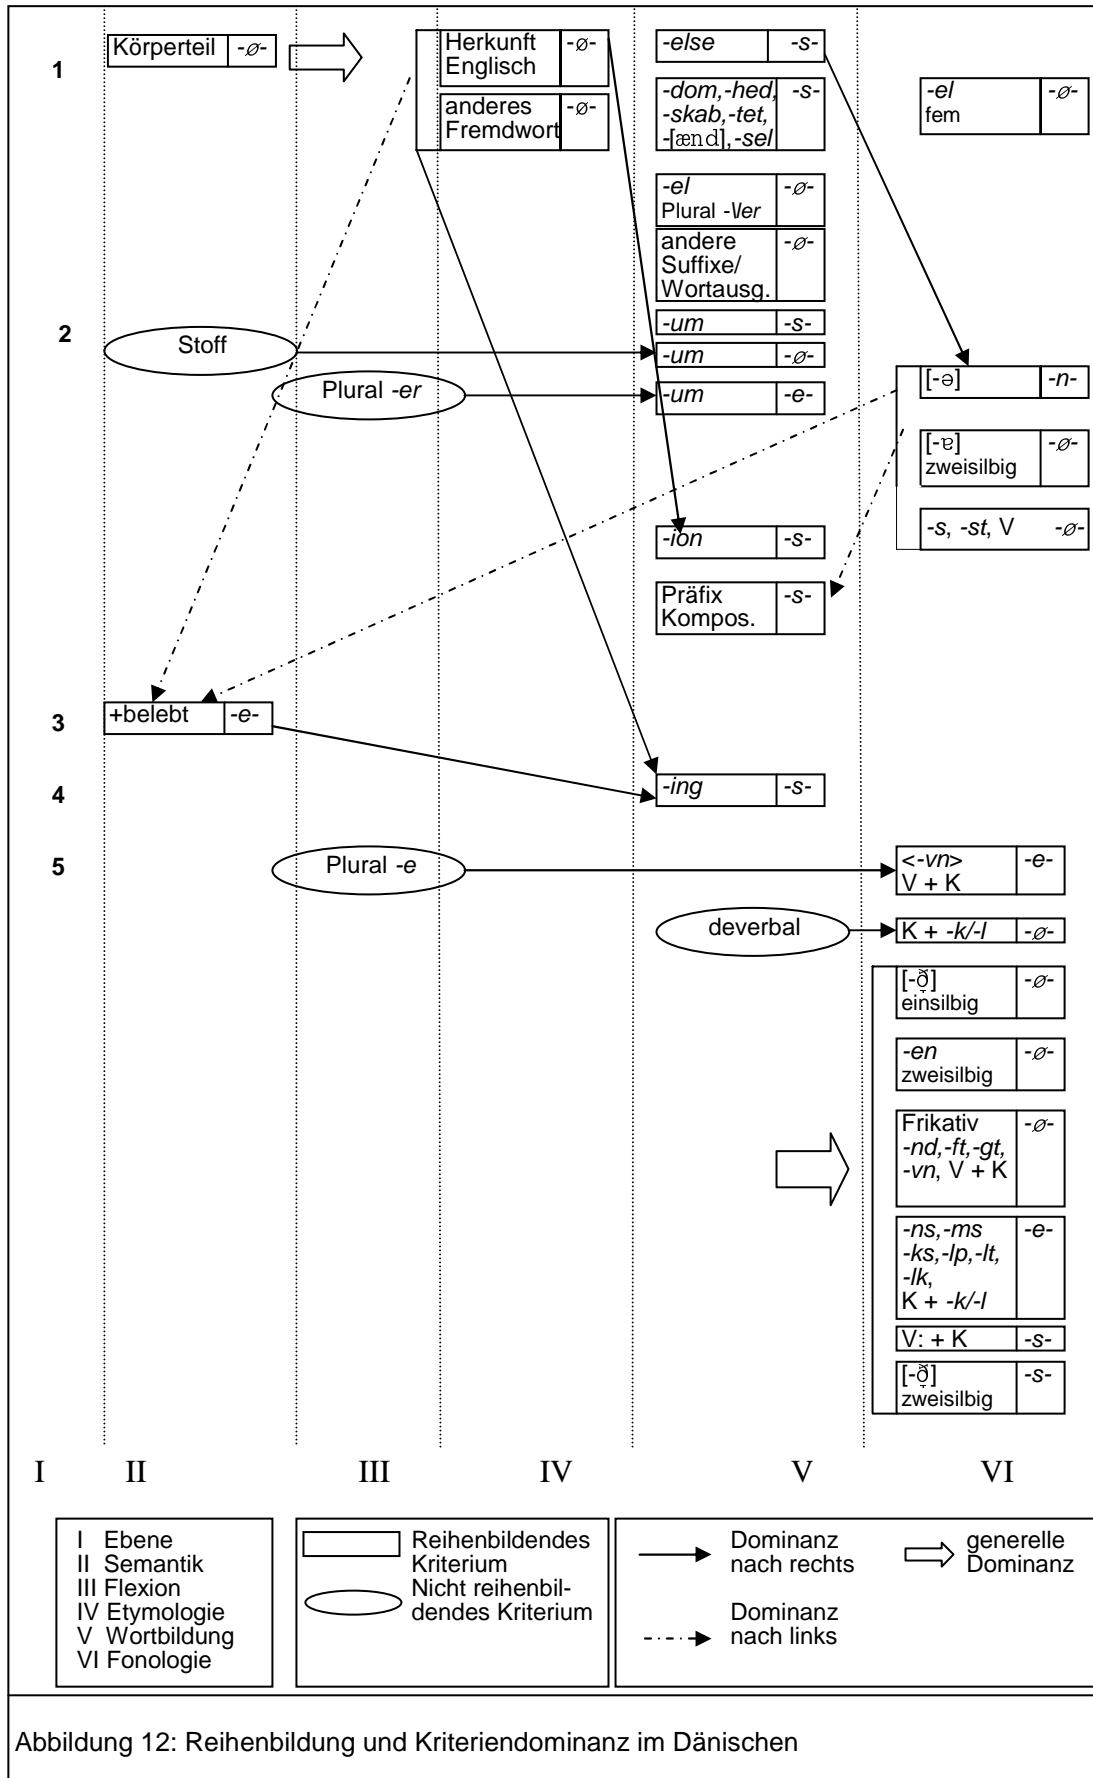 1
Körperteil -ø-
Herkunft -ø-
Englisch
anderes -ø-
Fremdwort
-else -s-
-dom,-hed, -s-
-skab,-tet,
-[ænd],-sel
-el -ø-
fem
-el -ø-
Plural -\ler
andere -ø-
Suffixe/
Wortausg.
2
Stoff
-um -s-
-um -ø-
Plural -er
-um -e-
[-ə] -n-
[-ɐ] -ø-
zweisilbig
-s, -st, V -ø-
-ion -s-
Präfix -s-
Kompos.
3
+belebt -e-
4
-ing -s-
5
Plural -e
<-vn> -e-
V + K
deverbal
K + -k/-l -ø-
[-ð̞] -ø-
einsilbig
-en -ø-
zweisilbig
Frikativ -ø-
-nd,-ft,-gt,
-vn, V + K
-ns,-ms -e-
-ks,-lp,-lt,
-lk,
K + -k/-l
V: + K -s-
[-ð̞] -s-
zweisilbig
I II III IV V VI
I Ebene
II Semantik
III Flexion
IV Etymologie
V Wortbildung
VI Fonologie
Reihenbildendes
Kriterium
Nicht reihenbil-
dendes Kriterium
Dominanz
nach rechts
generelle
Dominanz
Dominanz
nach links
Abbildung 12: Reihenbildung und Kriteriendominanz im Dänischen